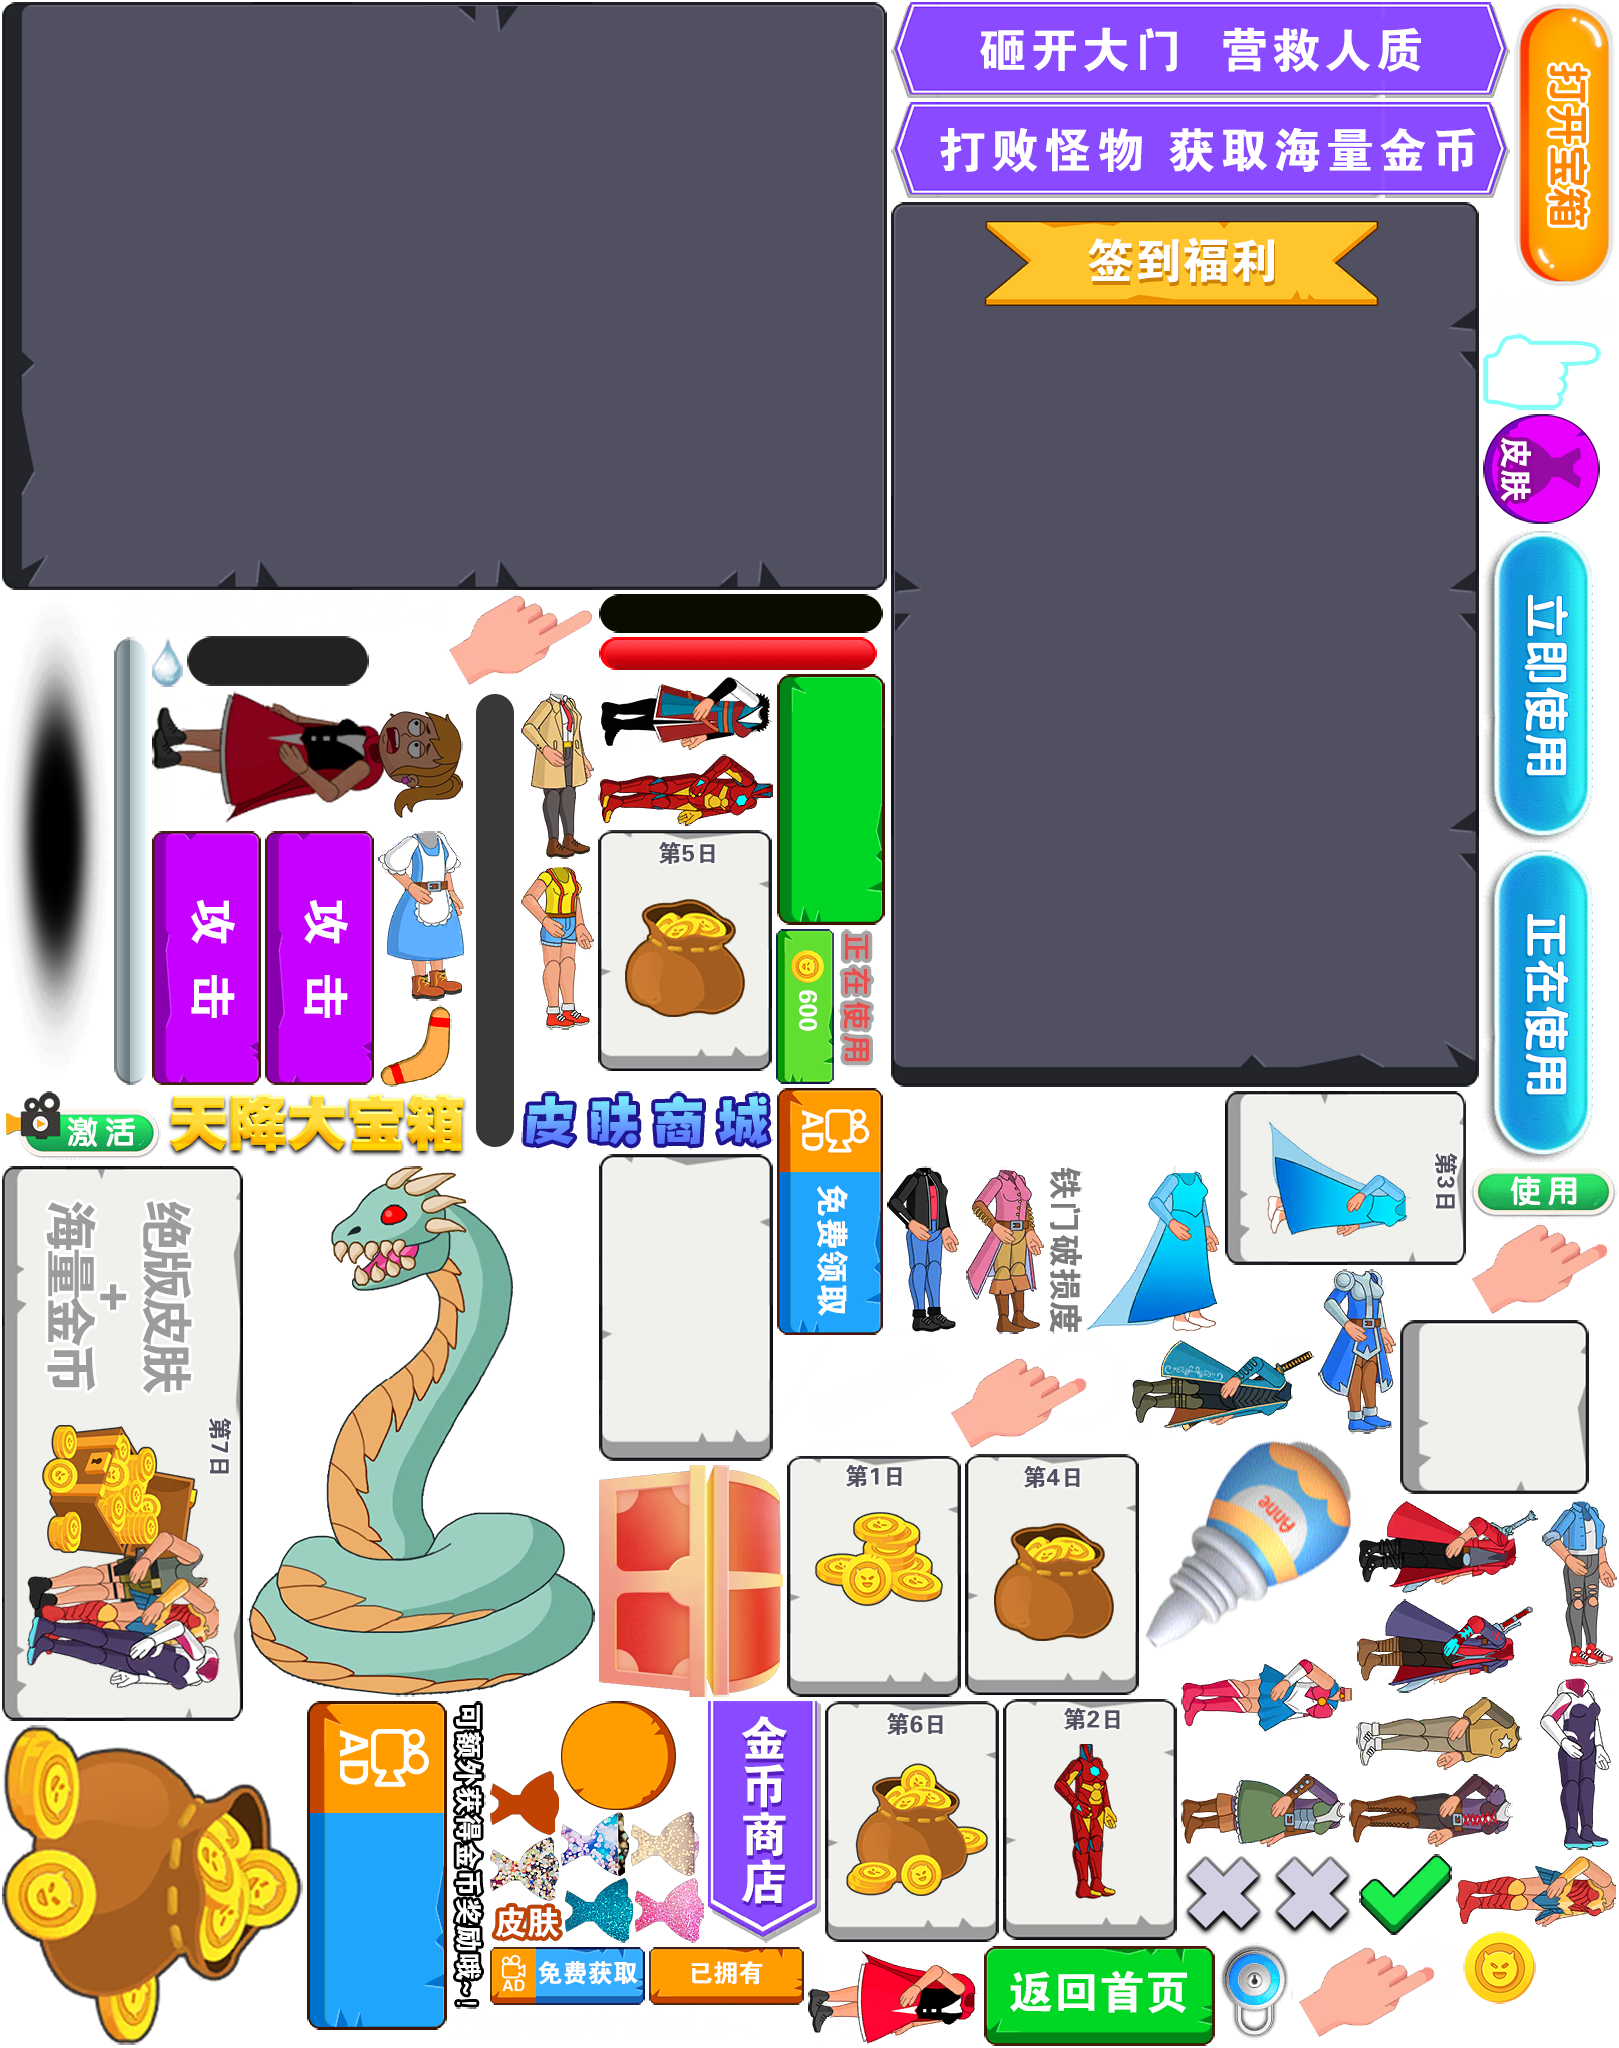 砸开大门 营救人质
打败怪物 获取海量金币
打开宝箱
签到福利
皮肤
立即使用
正在使用
第5日
攻击
攻击
600
正在使用
激活
天降大宝箱
皮肤商城
AD
免费领取
铁门破损度
第3日
使用
绝版皮肤
+
海量金币
第7日
第1日
第4日
Anne
AD
可额外获得金币奖励哦~!
皮肤
金币商店
第6日
第2日
AD
免费获取
已拥有
返回首页